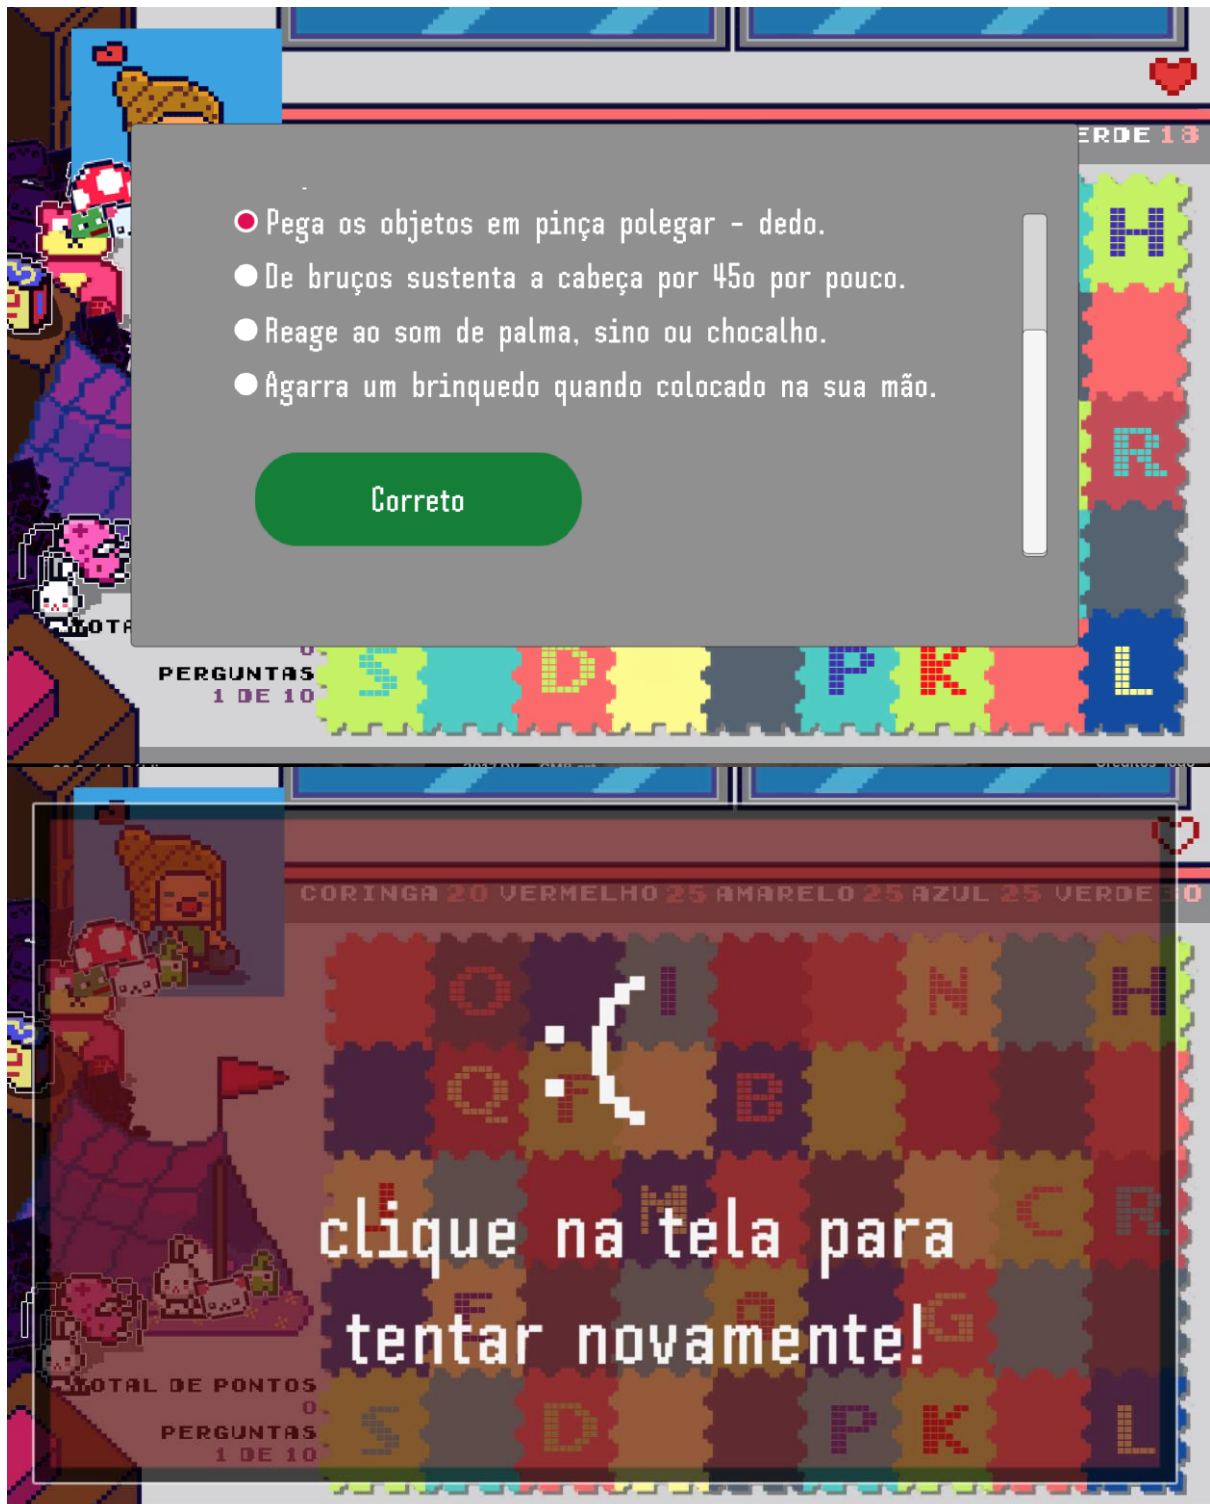 ERDE 18
H
Pega os objetos em pinça polegar - dedo.
De bruços sustenta a cabeça por 45o por pouco.
Reage ao som de palma, sino ou chocalho.
Agarra um brinquedo quando colocado na sua mão.
R
Correto
TOTA
0
S D P K L
PERGUNTAS
1 DE 10
CORINGA 20 VERMELHO 25 AMARELO 25 AZUL 25 VERDE 30
O I N H
:(
Q F B
J M C R
clique na tela para
E A G
tentar novamente!
TOTAL DE PONTOS
0
S D P K L
PERGUNTAS
1 DE 10